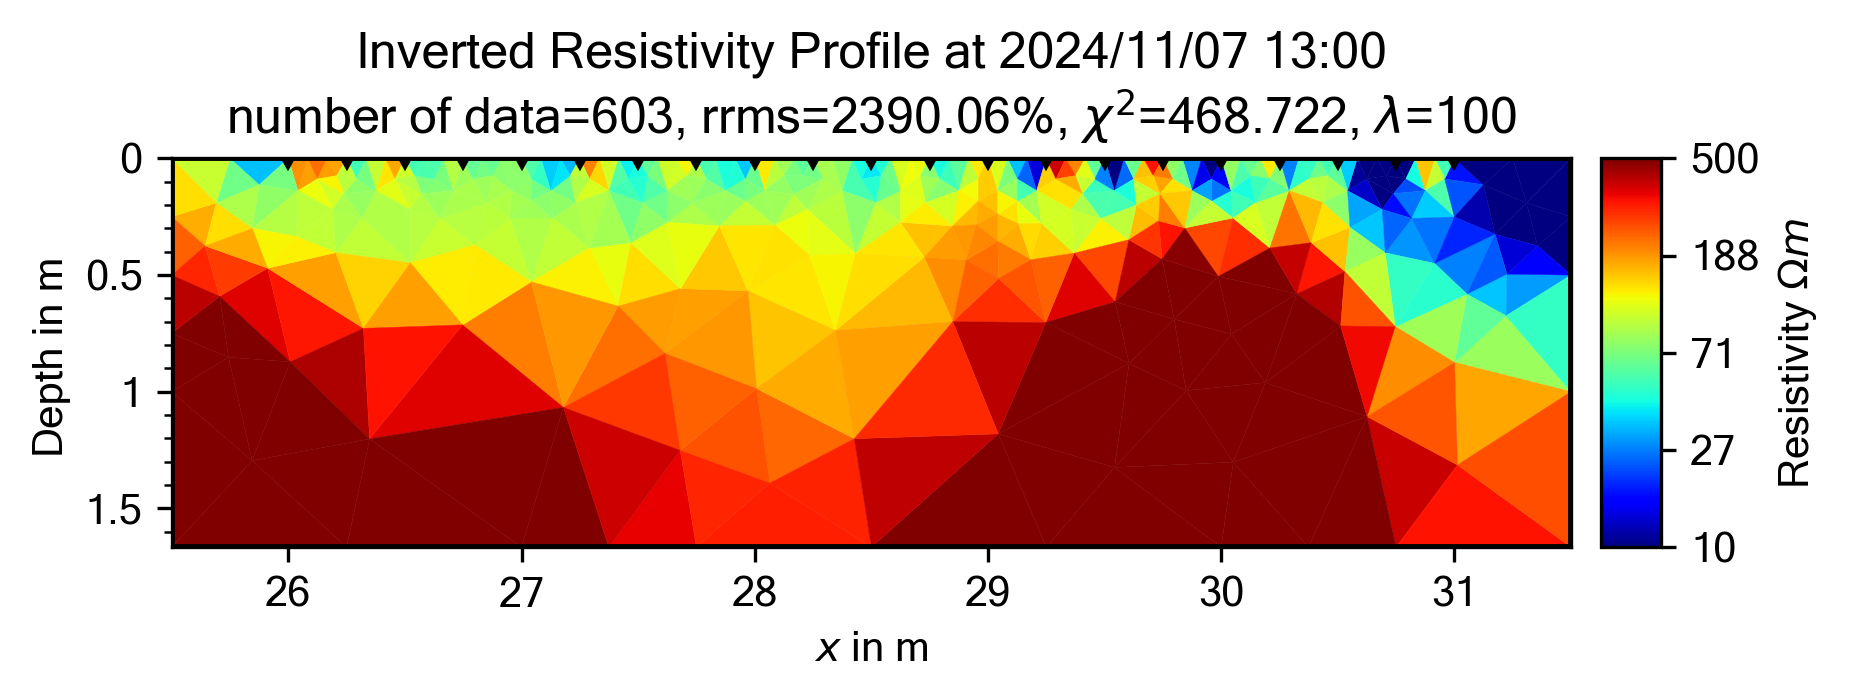 Inverted Resistivity Profile at 2024/11/07 13:00
number of data=603, rrms=2390.06%, χ²=468.722, λ=100
0
0.5
1
1.5
Depth in m
26 27 28 29 30 31
x in m
500
188
71
27
10
Resistivity Ωm